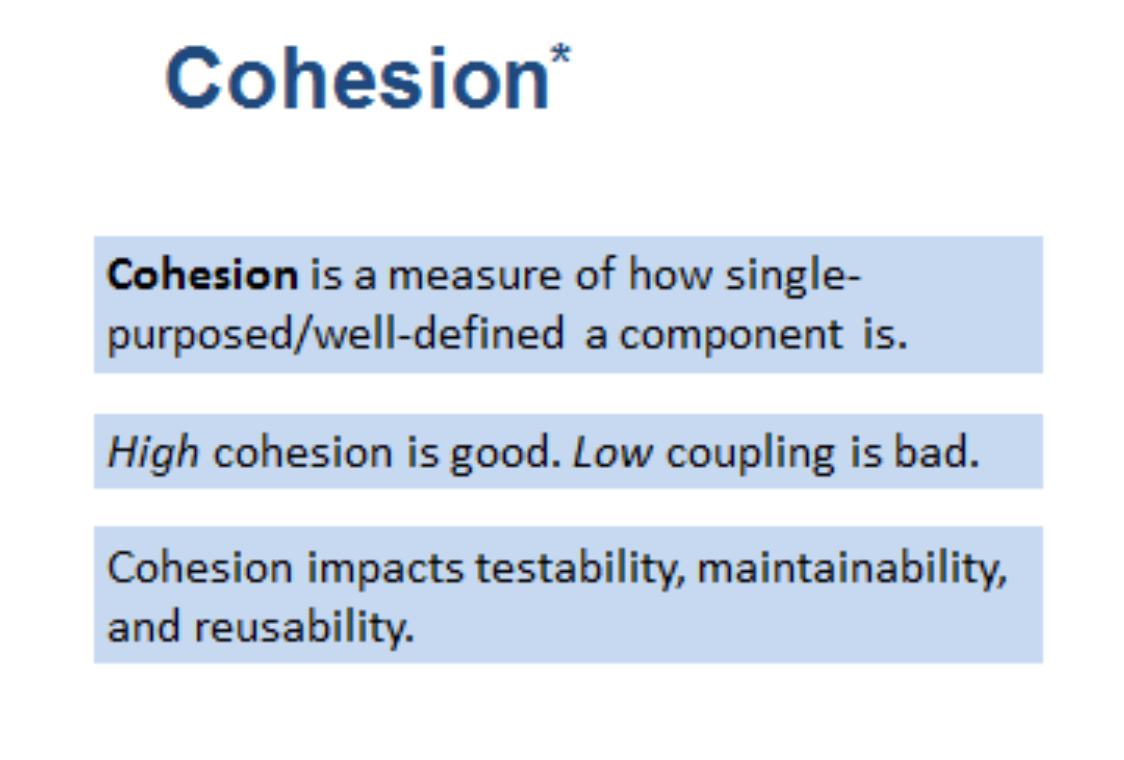 Cohesion*
Cohesion is a measure of how single-
purposed/well-defined a component is.
High cohesion is good. Low coupling is bad.
Cohesion impacts testability, maintainability,
and reusability.